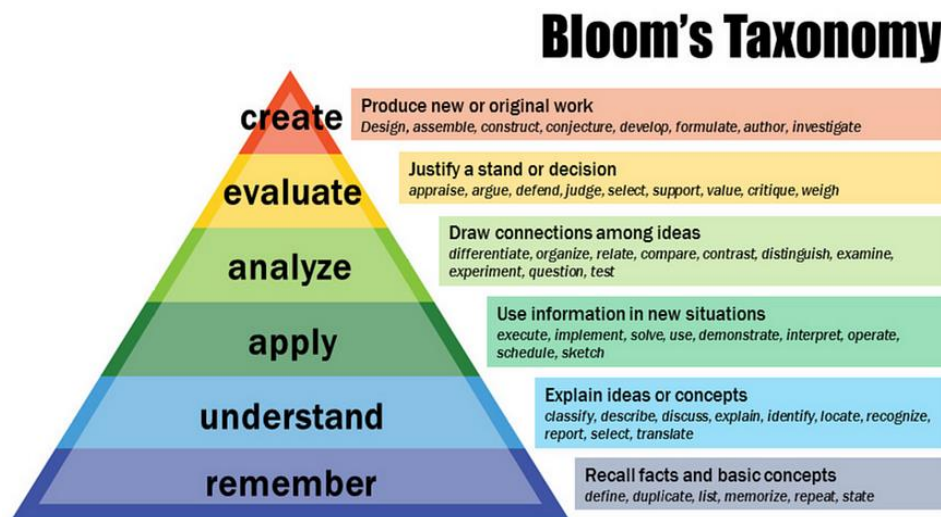 Bloom's Taxonomy
create
Produce new or original work
Design, assemble, construct, conjecture, develop, formulate, author, investigate
evaluate
Justify a stand or decision
appraise, argue, defend, judge, select, support, value, critique, weigh
analyze
Draw connections among ideas
differentiate, organize, relate, compare, contrast, distinguish, examine,
experiment, question, test
apply
Use information in new situations
execute, implement, solve, use, demonstrate, interpret, operate,
schedule, sketch
understand
Explain ideas or concepts
classify, describe, discuss, explain, identify, locate, recognize,
report, select, translate
remember
Recall facts and basic concepts
define, duplicate, list, memorize, repeat, state